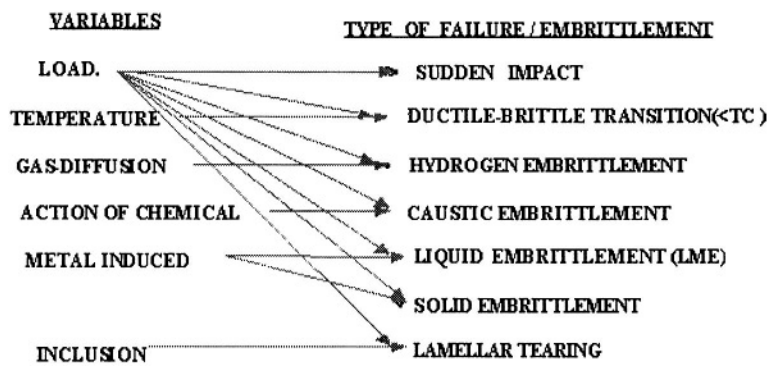 VARIABLES
TYPE OF FAILURE / EMBRITTLEMENT
LOAD.
SUDDEN IMPACT
TEMPERATURE
DUCTILE-BRITTLE TRANSITION(<TC )
GAS-DIFFUSION
HYDROGEN EMBRITTLEMENT
ACTION OF CHEMICAL
CAUSTIC EMBRITTLEMENT
METAL INDUCED
LIQUID EMBRITTLEMENT (LME)
SOLID EMBRITTLEMENT
INCLUSION
LAMELLAR TEARING